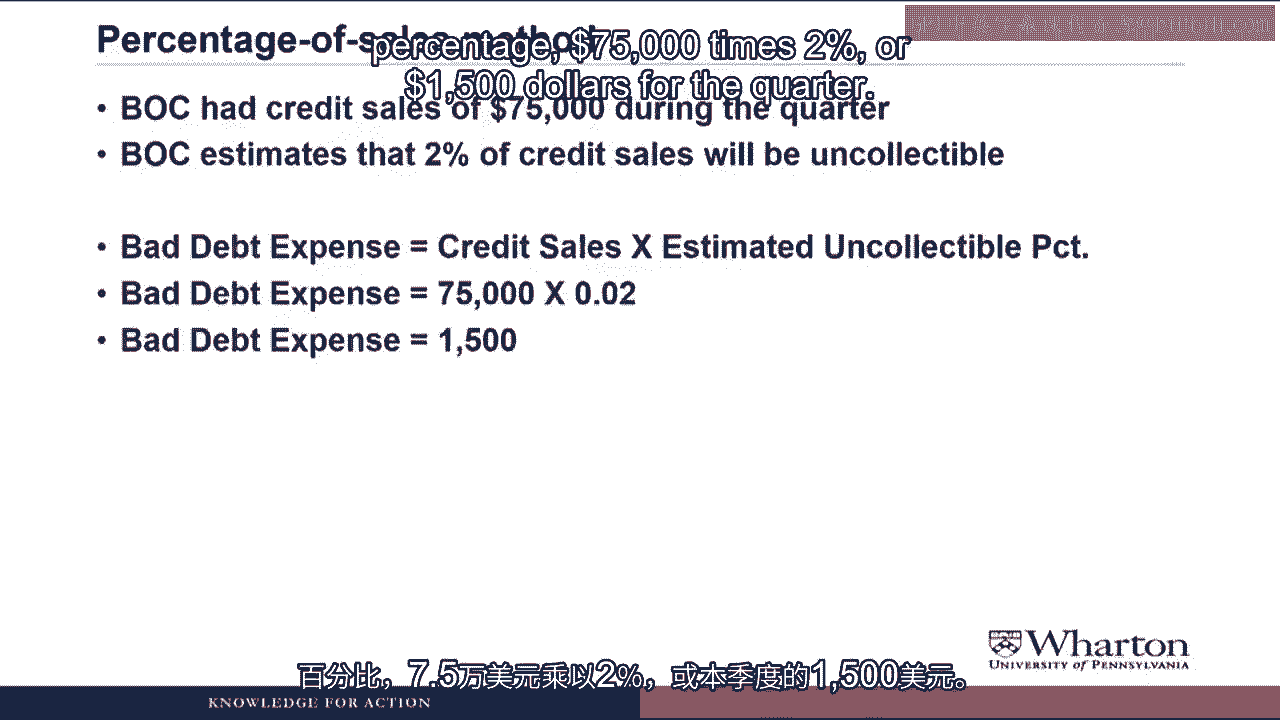 Percentage-of-sales method
percentage, $75,000 times 2%, or
$1,500 dollars for the quarter.
• BOC had credit sales of $75,000 during the quarter
• BOC estimates that 2% of credit sales will be uncollectible
• Bad Debt Expense = Credit Sales X Estimated Uncollectible Pct.
• Bad Debt Expense = 75,000 X 0.02
• Bad Debt Expense = 1,500
Wharton
UNIVERSITY of PENNSYLVANIA
百分比，7.5万美元乘以2%，或本季度的1,500美元。
KNOWLEDGE FOR ACTION